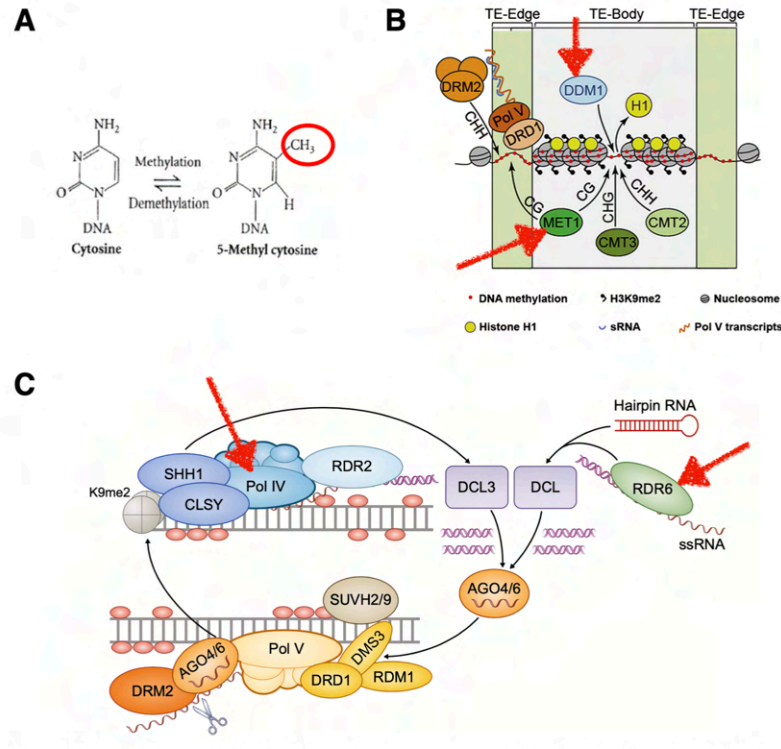 A
NH₂
N
O
N
DNA
Cytosine
Methylation
Demethylation
NH₂
CH₃
N
O
N
H
DNA
5-Methyl cytosine
B
TE-Edge
TE-Body
TE-Edge
DRM2
CHH
Pol V
DRD1
DDM1
H1
CG
MET1
CG
CHG
CMT3
CHH
CMT2
DNA methylation
H3K9me2
Nucleosome
Histone H1
sRNA
Pol V transcripts
C
SHH1
Pol IV
RDR2
K9me2
CLSY
DCL3
DCL
Hairpin RNA
RDR6
ssRNA
AGO4/6
SUVH2/9
DMS3
Pol V
AGO4/6
DRM2
DRD1
RDM1